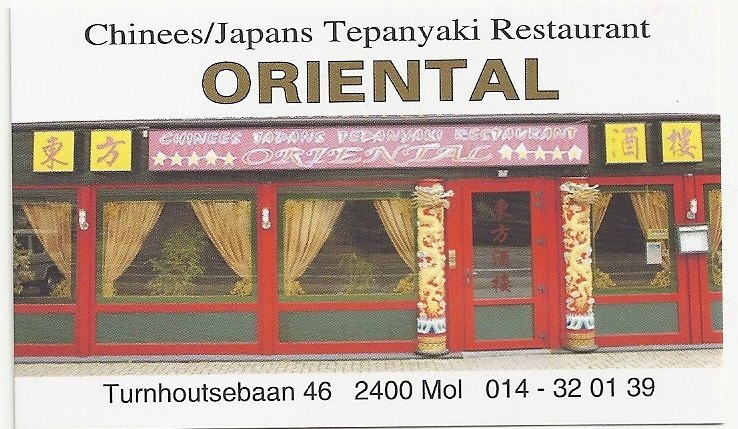 Chinees/Japans Tepanyaki Restaurant
ORIENTAL
東 方
CHINEES JAPANS TEPANYAKI RESTAURANT
ORIENTAL
酒 樓
東方酒樓
Turnhoutsebaan 46 2400 Mol 014 - 32 01 39